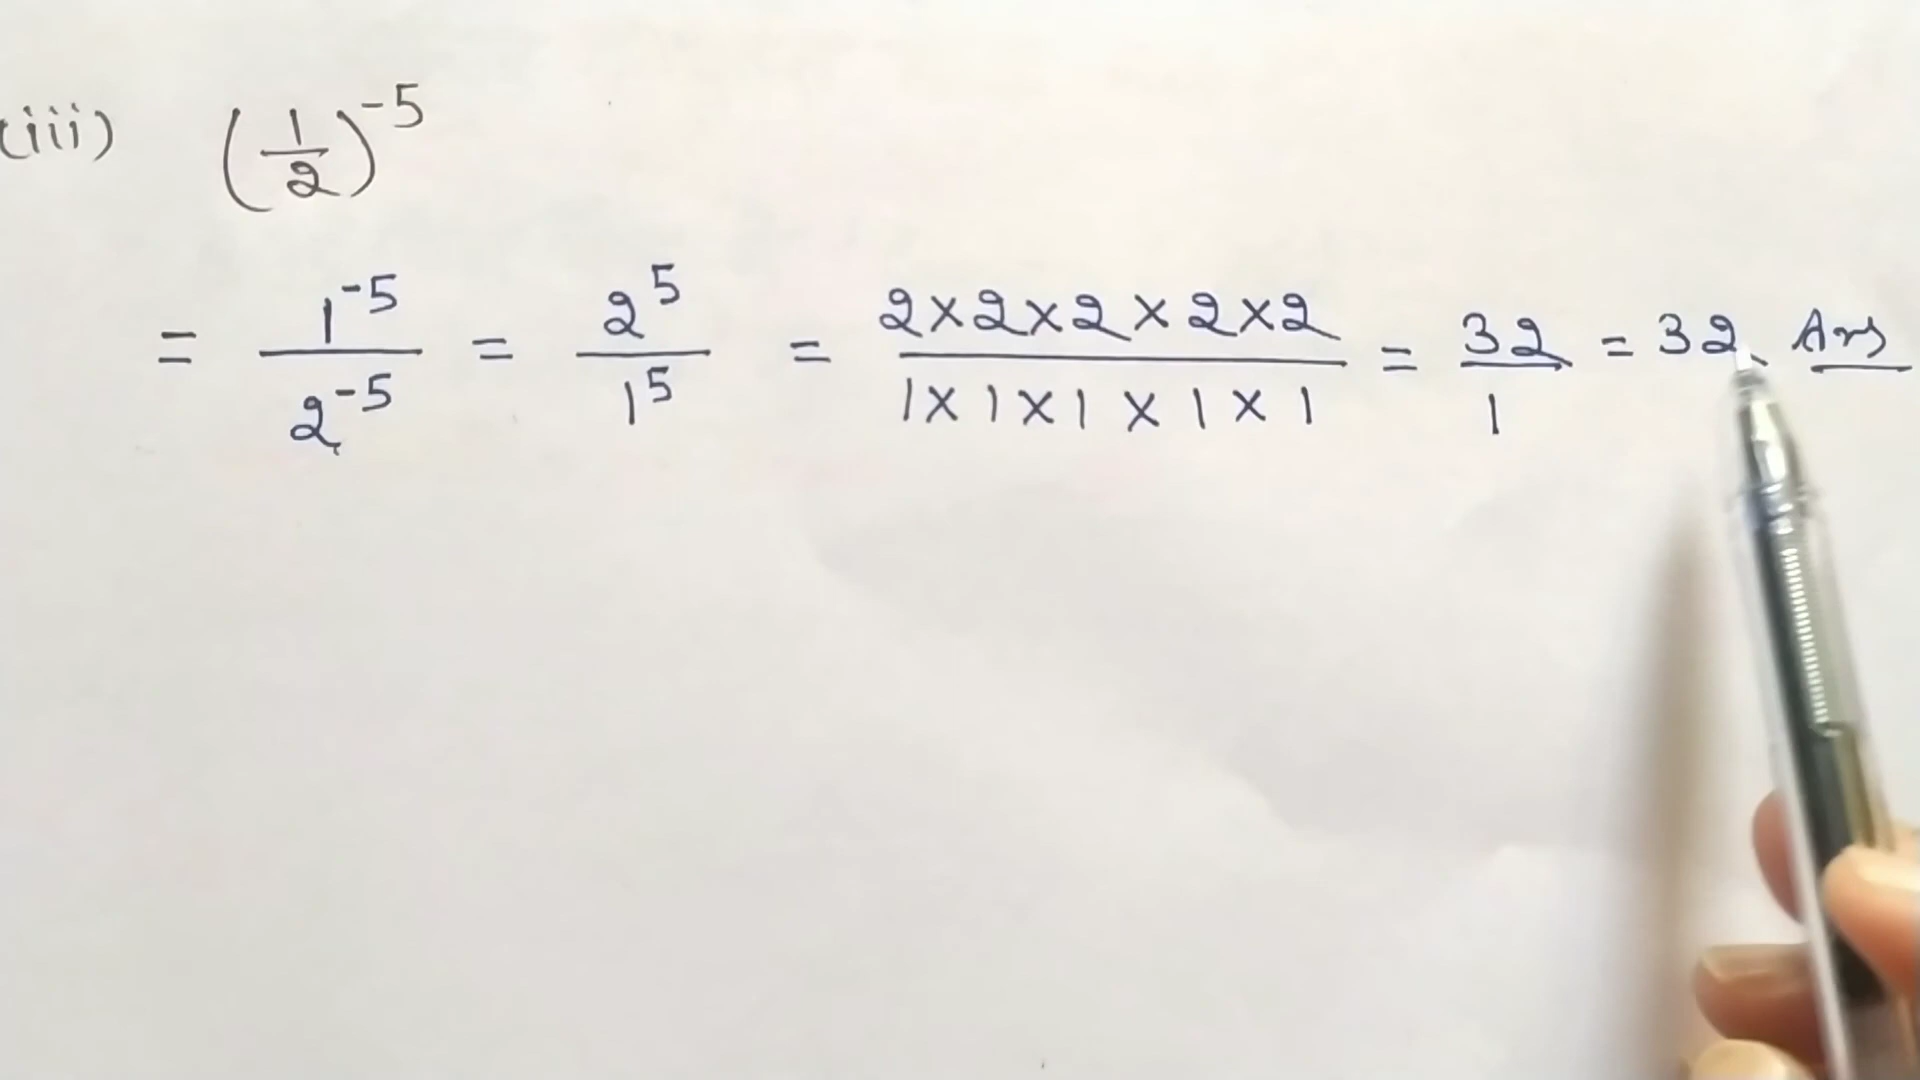 (iii) (1/2)^-5
= 1^-5/2^-5 = 2^5/1^5 = 2×2×2×2×2/1×1×1×1×1 = 32/1 = 32 Ans